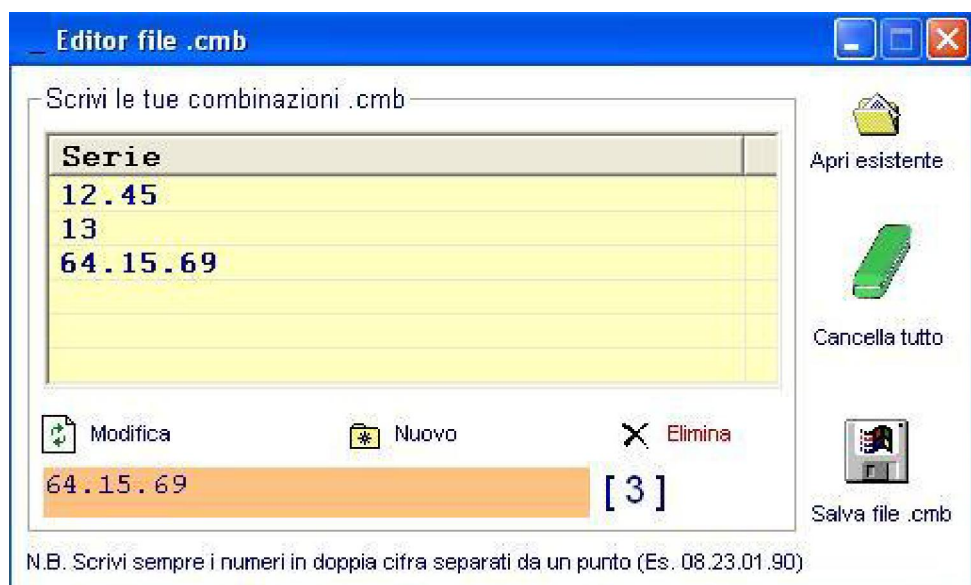 _ Editor file .cmb
Scrivi le tue combinazioni .cmb
Serie
12.45
13
64.15.69
Apri esistente
Cancella tutto
Modifica
Nuovo
Elimina
64.15.69
[ 3 ]
Salva file .cmb
N.B. Scrivi sempre i numeri in doppia cifra separati da un punto (Es. 08.23.01.90)